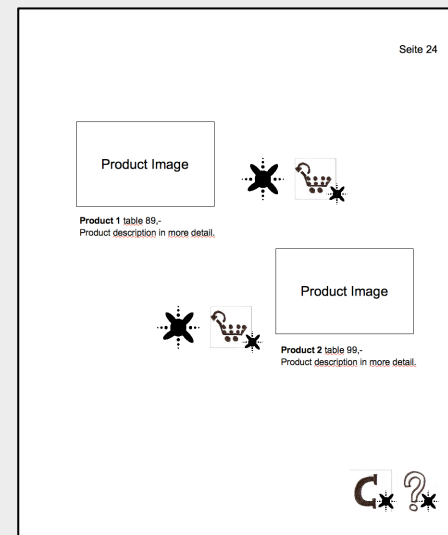 Seite 24
Product Image
Product 1 table 89,-
Product description in more detail.
Product Image
Product 2 table 99,-
Product description in more detail.
?